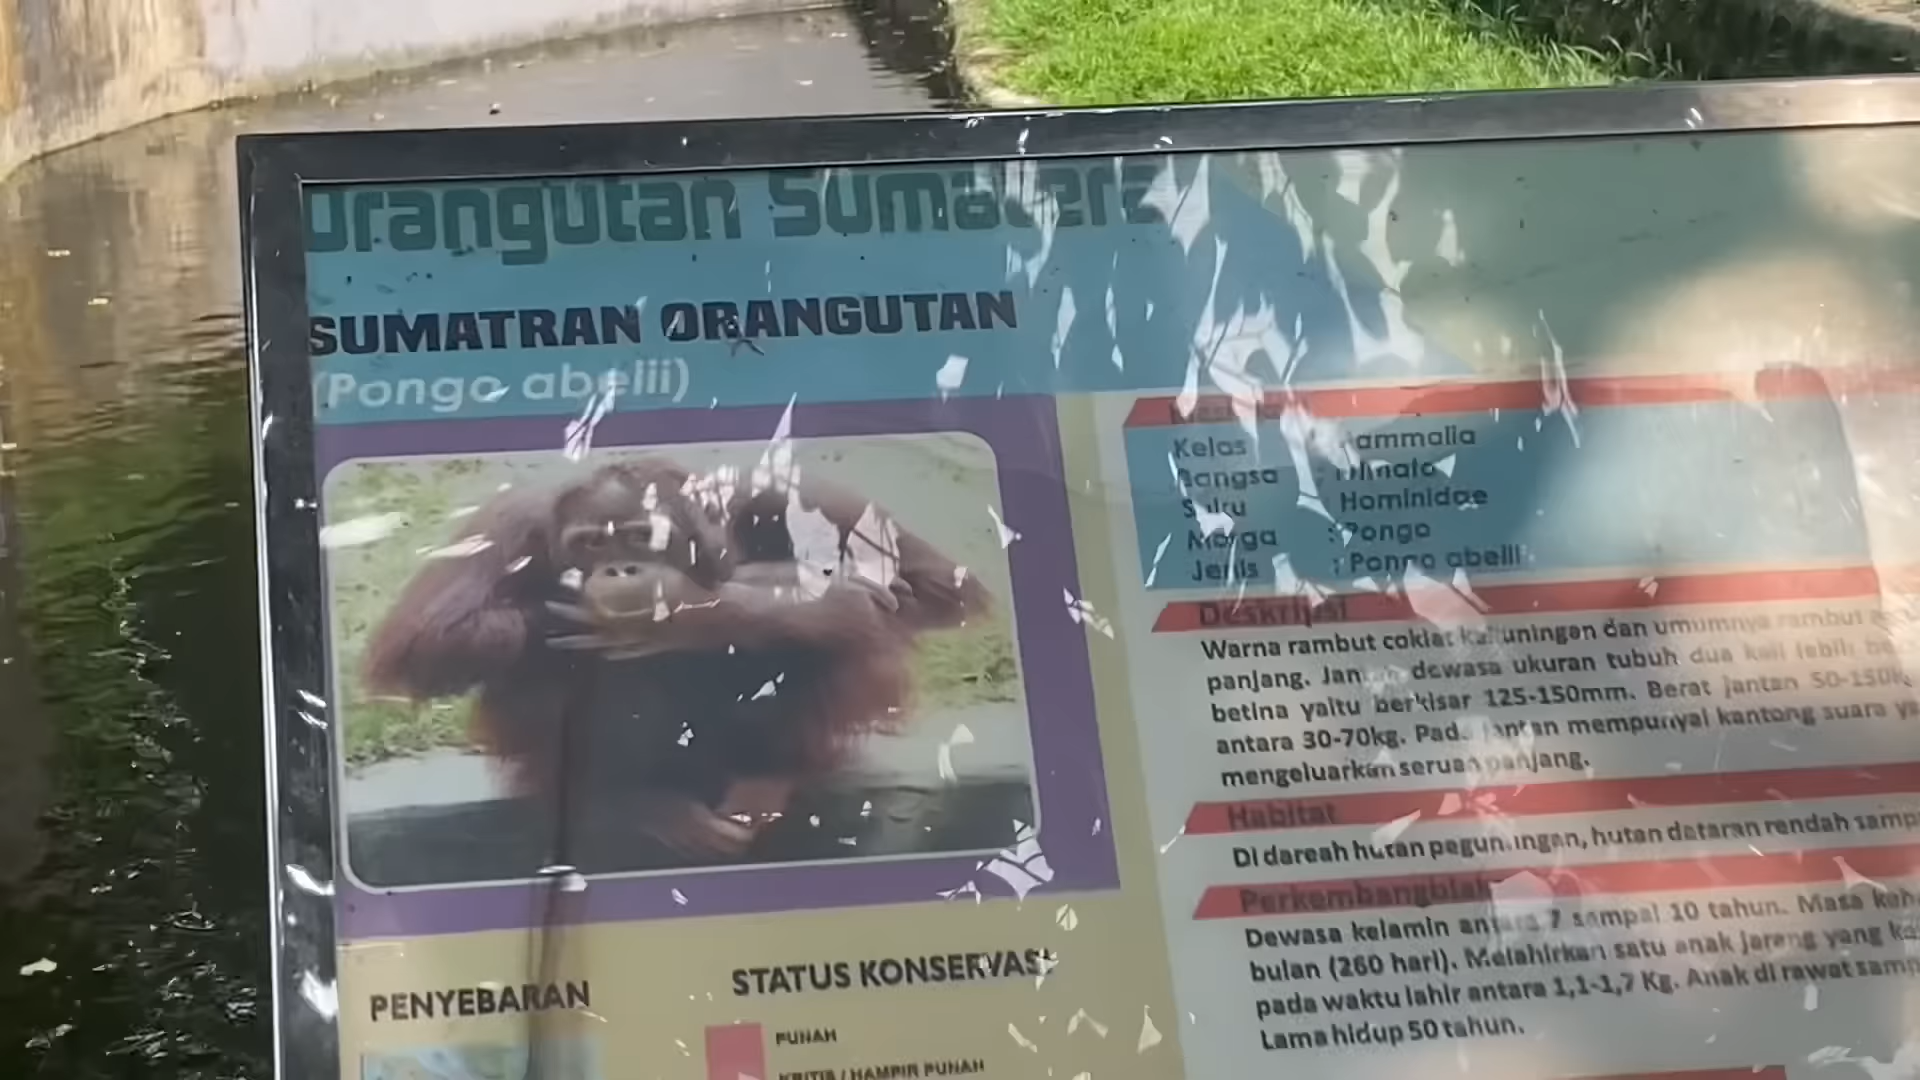 Orangutan Sumatera
SUMATRAN ORANGUTAN
(Pongo abelii)
Kelas : Mammalia
Bangsa
Suku : Hominidae
Marga : Pongo
Jenis : Pongo abelii
Deskripsi
Warna rambut coklat kekuningan dan umumnya rambut
panjang. Jantan dewasa ukuran tubuh dua kali lebih
betina yaitu berkisar 125-150mm. Berat jantan 50-150k
antara 30-70kg. Pada jantan mempunyai kantong suara ya
mengeluarkan seruan panjang.
Habitat
Di dareah hutan pegunungan, hutan dataran rendah samp
Dewasa kelamin antara 7 sampai 10 tahun. Masa keh
bulan (260 hari). Melahirkan satu anak jarang yang
pada waktu lahir antara 1,1-1,7 Kg. Anak di rawat samp
Lama hidup 50 tahun.
PENYEBARAN
STATUS KONSERVASI
PUNAH
KRITIS / HAMPIR PUNAH